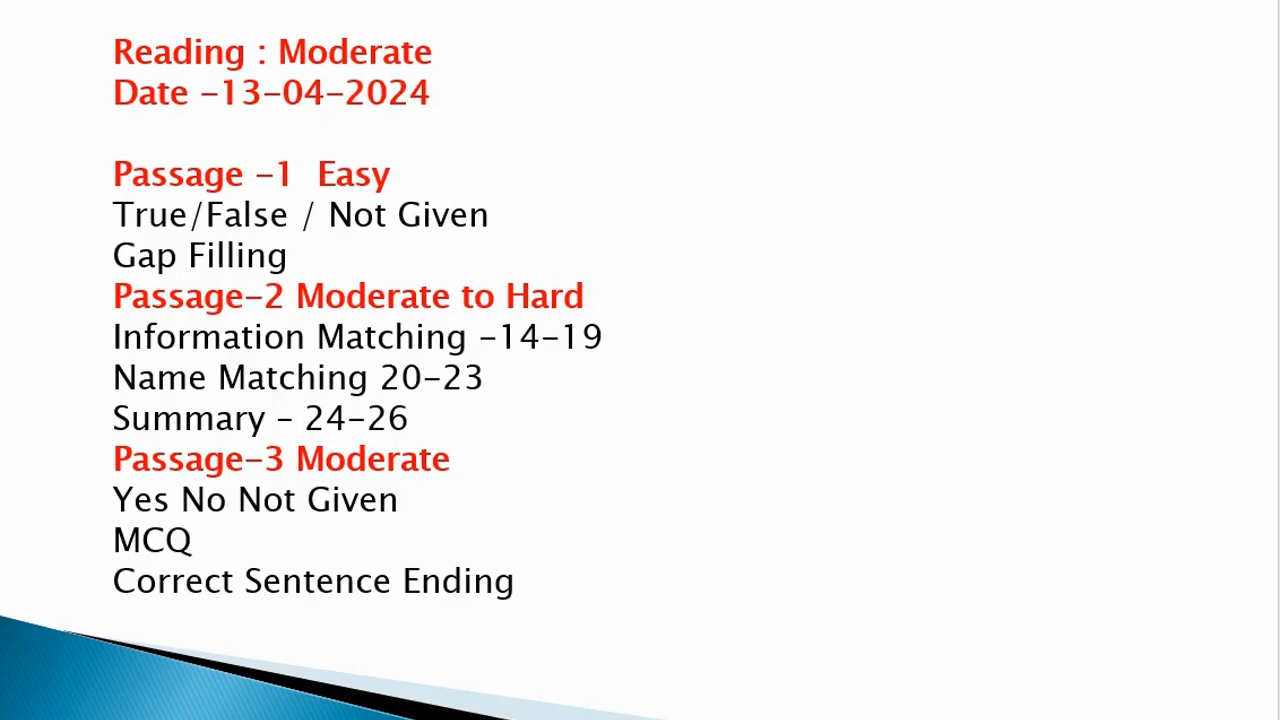 Reading : Moderate
Date -13-04-2024
Passage -1 Easy
True/False / Not Given
Gap Filling
Passage-2 Moderate to Hard
Information Matching -14-19
Name Matching 20-23
Summary – 24-26
Passage-3 Moderate
Yes No Not Given
MCQ
Correct Sentence Ending